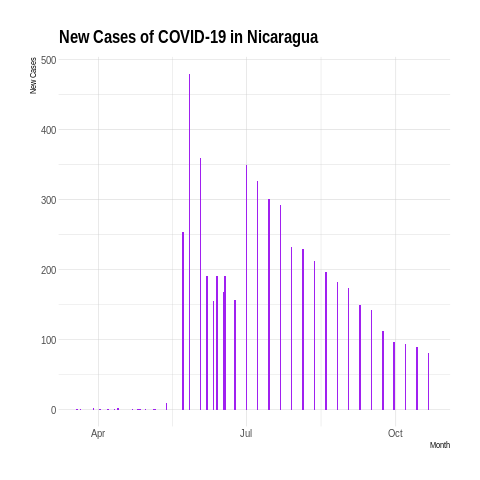 New Cases of COVID-19 in Nicaragua
New Cases
500
400
300
200
100
0
Apr
Jul
Oct
Month